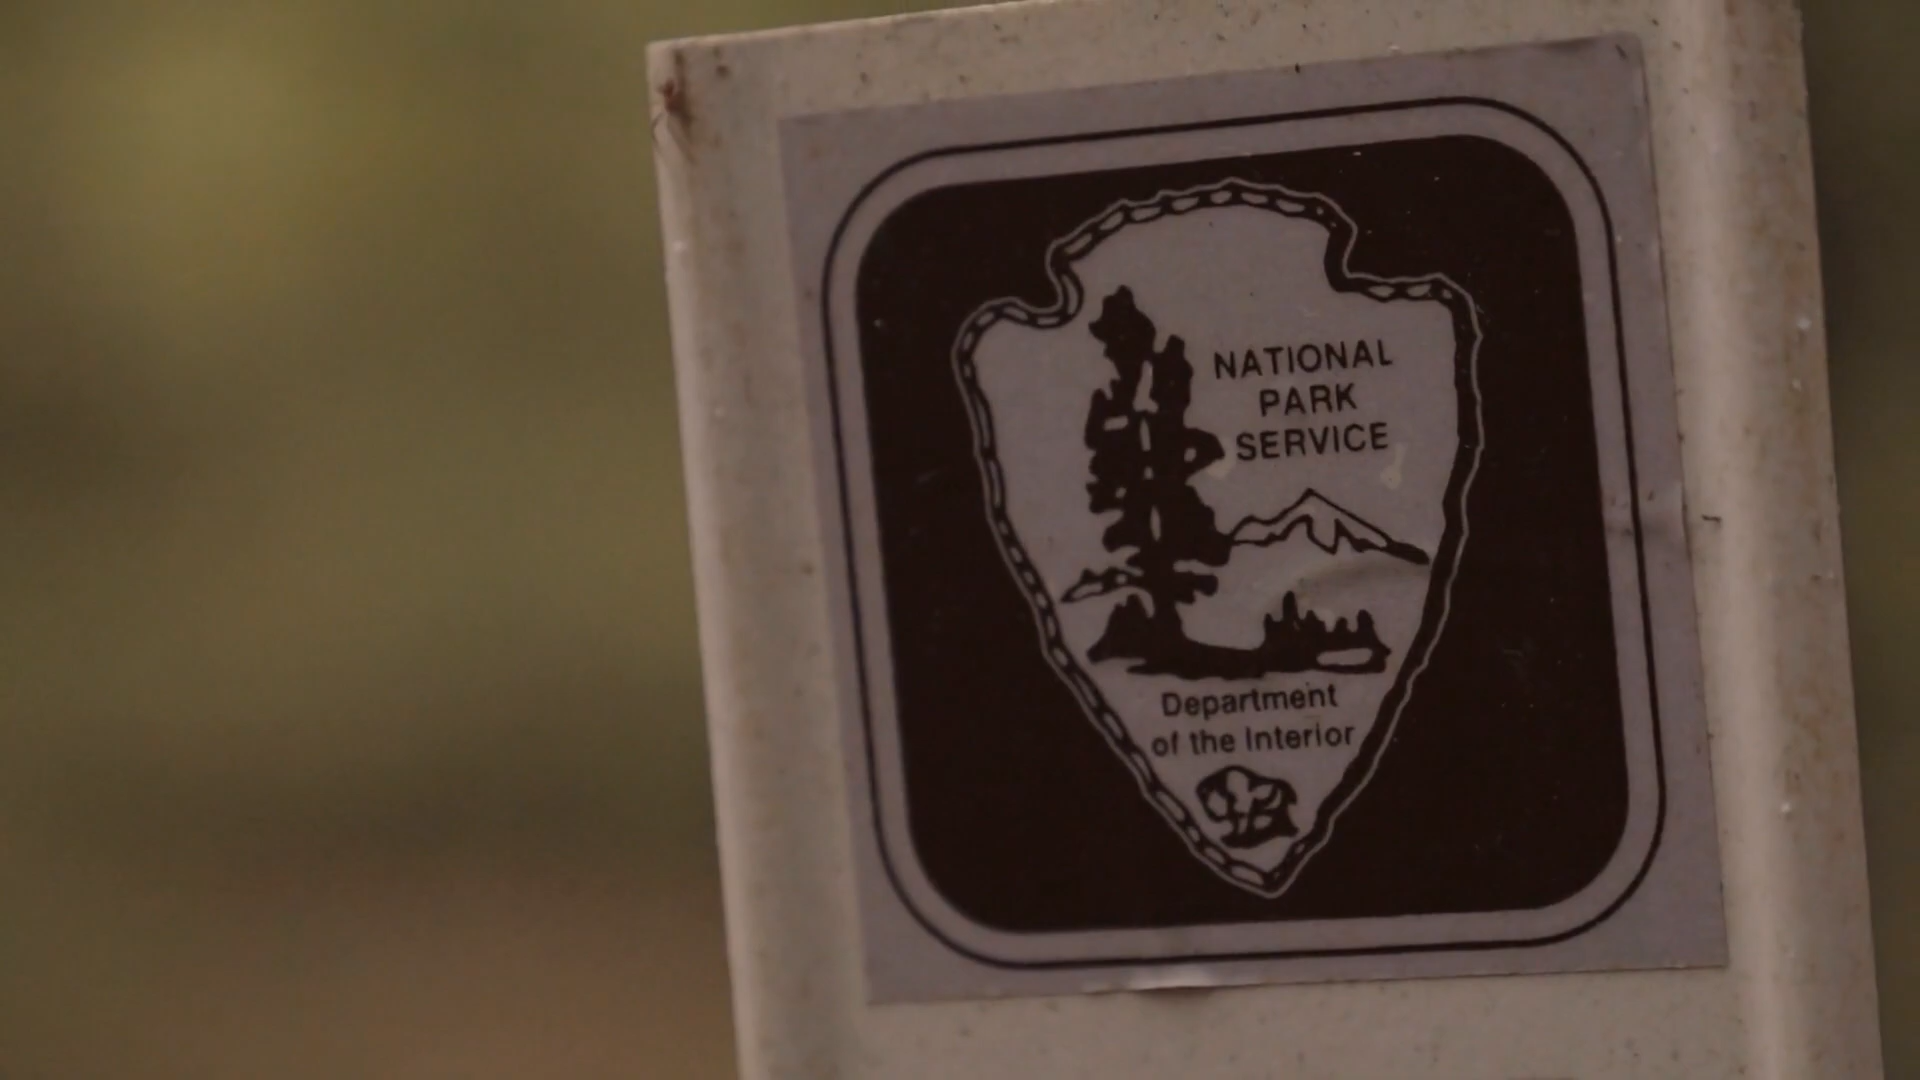 NATIONAL
PARK
SERVICE
Department
of the Interior